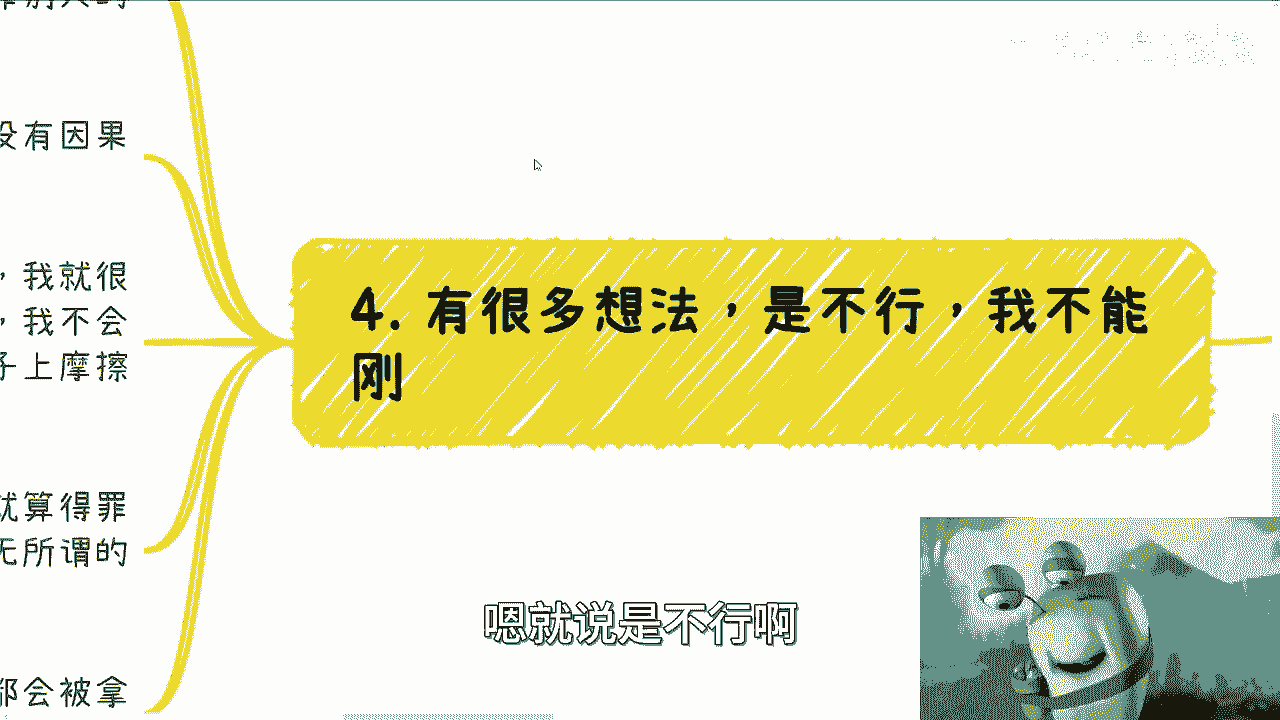 没有因果
，我就很
，我不会
子上摩擦
就算得罪
无所谓的
都会被拿
4. 有很多想法，是不行，我不能
刚
嗯就说是不行啊